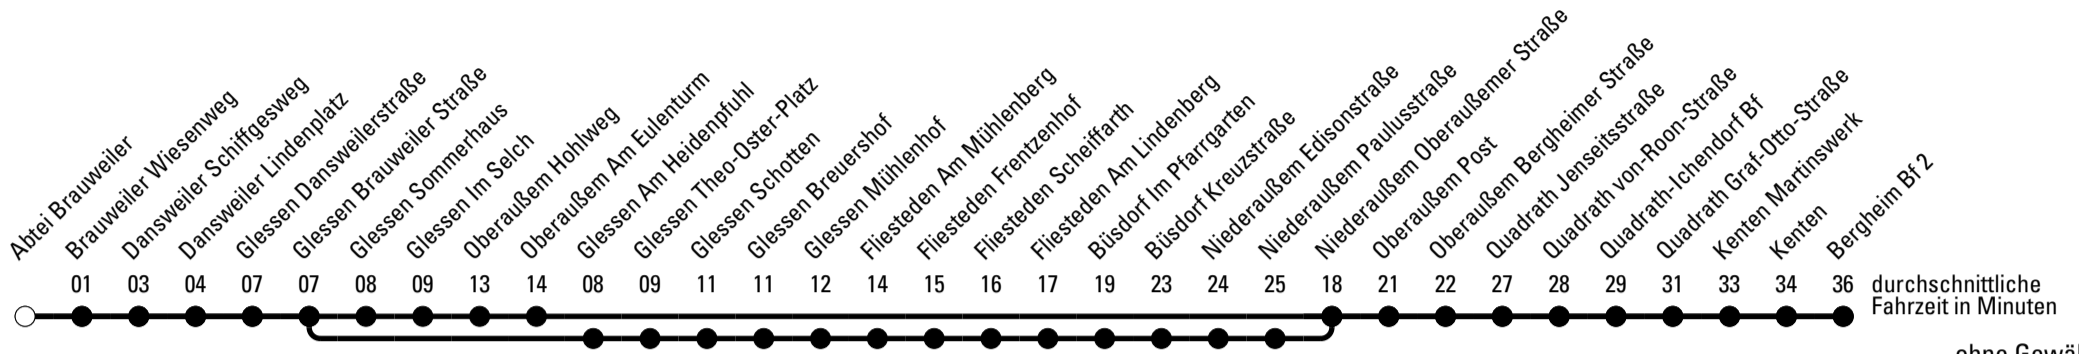 Abtei Brauweiler
Brauweiler Wiesenweg
Dansweiler Schiffgesweg
Dansweiler Lindenplatz
Glessen Dansweilerstraße
Glessen Brauweiler Straße
Glessen Sommerhaus
Glessen Im Selch
Oberaußem Hohlweg
Oberaußem Am Eulenturm
Glessen Am Heidenpfuhl
Glessen Theo-Oster-Platz
Glessen Schotten
Glessen Breuershof
Glessen Mühlenhof
Fliesteden Am Mühlenberg
Fliesteden Frentzenhof
Fliesteden Scheiffarth
Fliesteden Am Lindenberg
Büsdorf Im Pfarrgarten
Büsdorf Kreuzstraße
Niederaußem Edisonstraße
Niederaußem Paulusstraße
Niederaußem Oberaußemer Straße
Oberaußem Post
Oberaußem Bergheimer Straße
Quadrath Jenseitsstraße
Quadrath von-Roon-Straße
Quadrath-Ichendorf Bf
Quadrath Graf-Otto-Straße
Kenten Martinswerk
Kenten
Bergheim Bf 2
01 03 04 07 07 08 09 13 14 08 09 11 11 12 14 15 16 17 19 23 24 25 18 21 22 27 28 29 31 33 34 36 durchschnittliche
Fahrzeit in Minuten